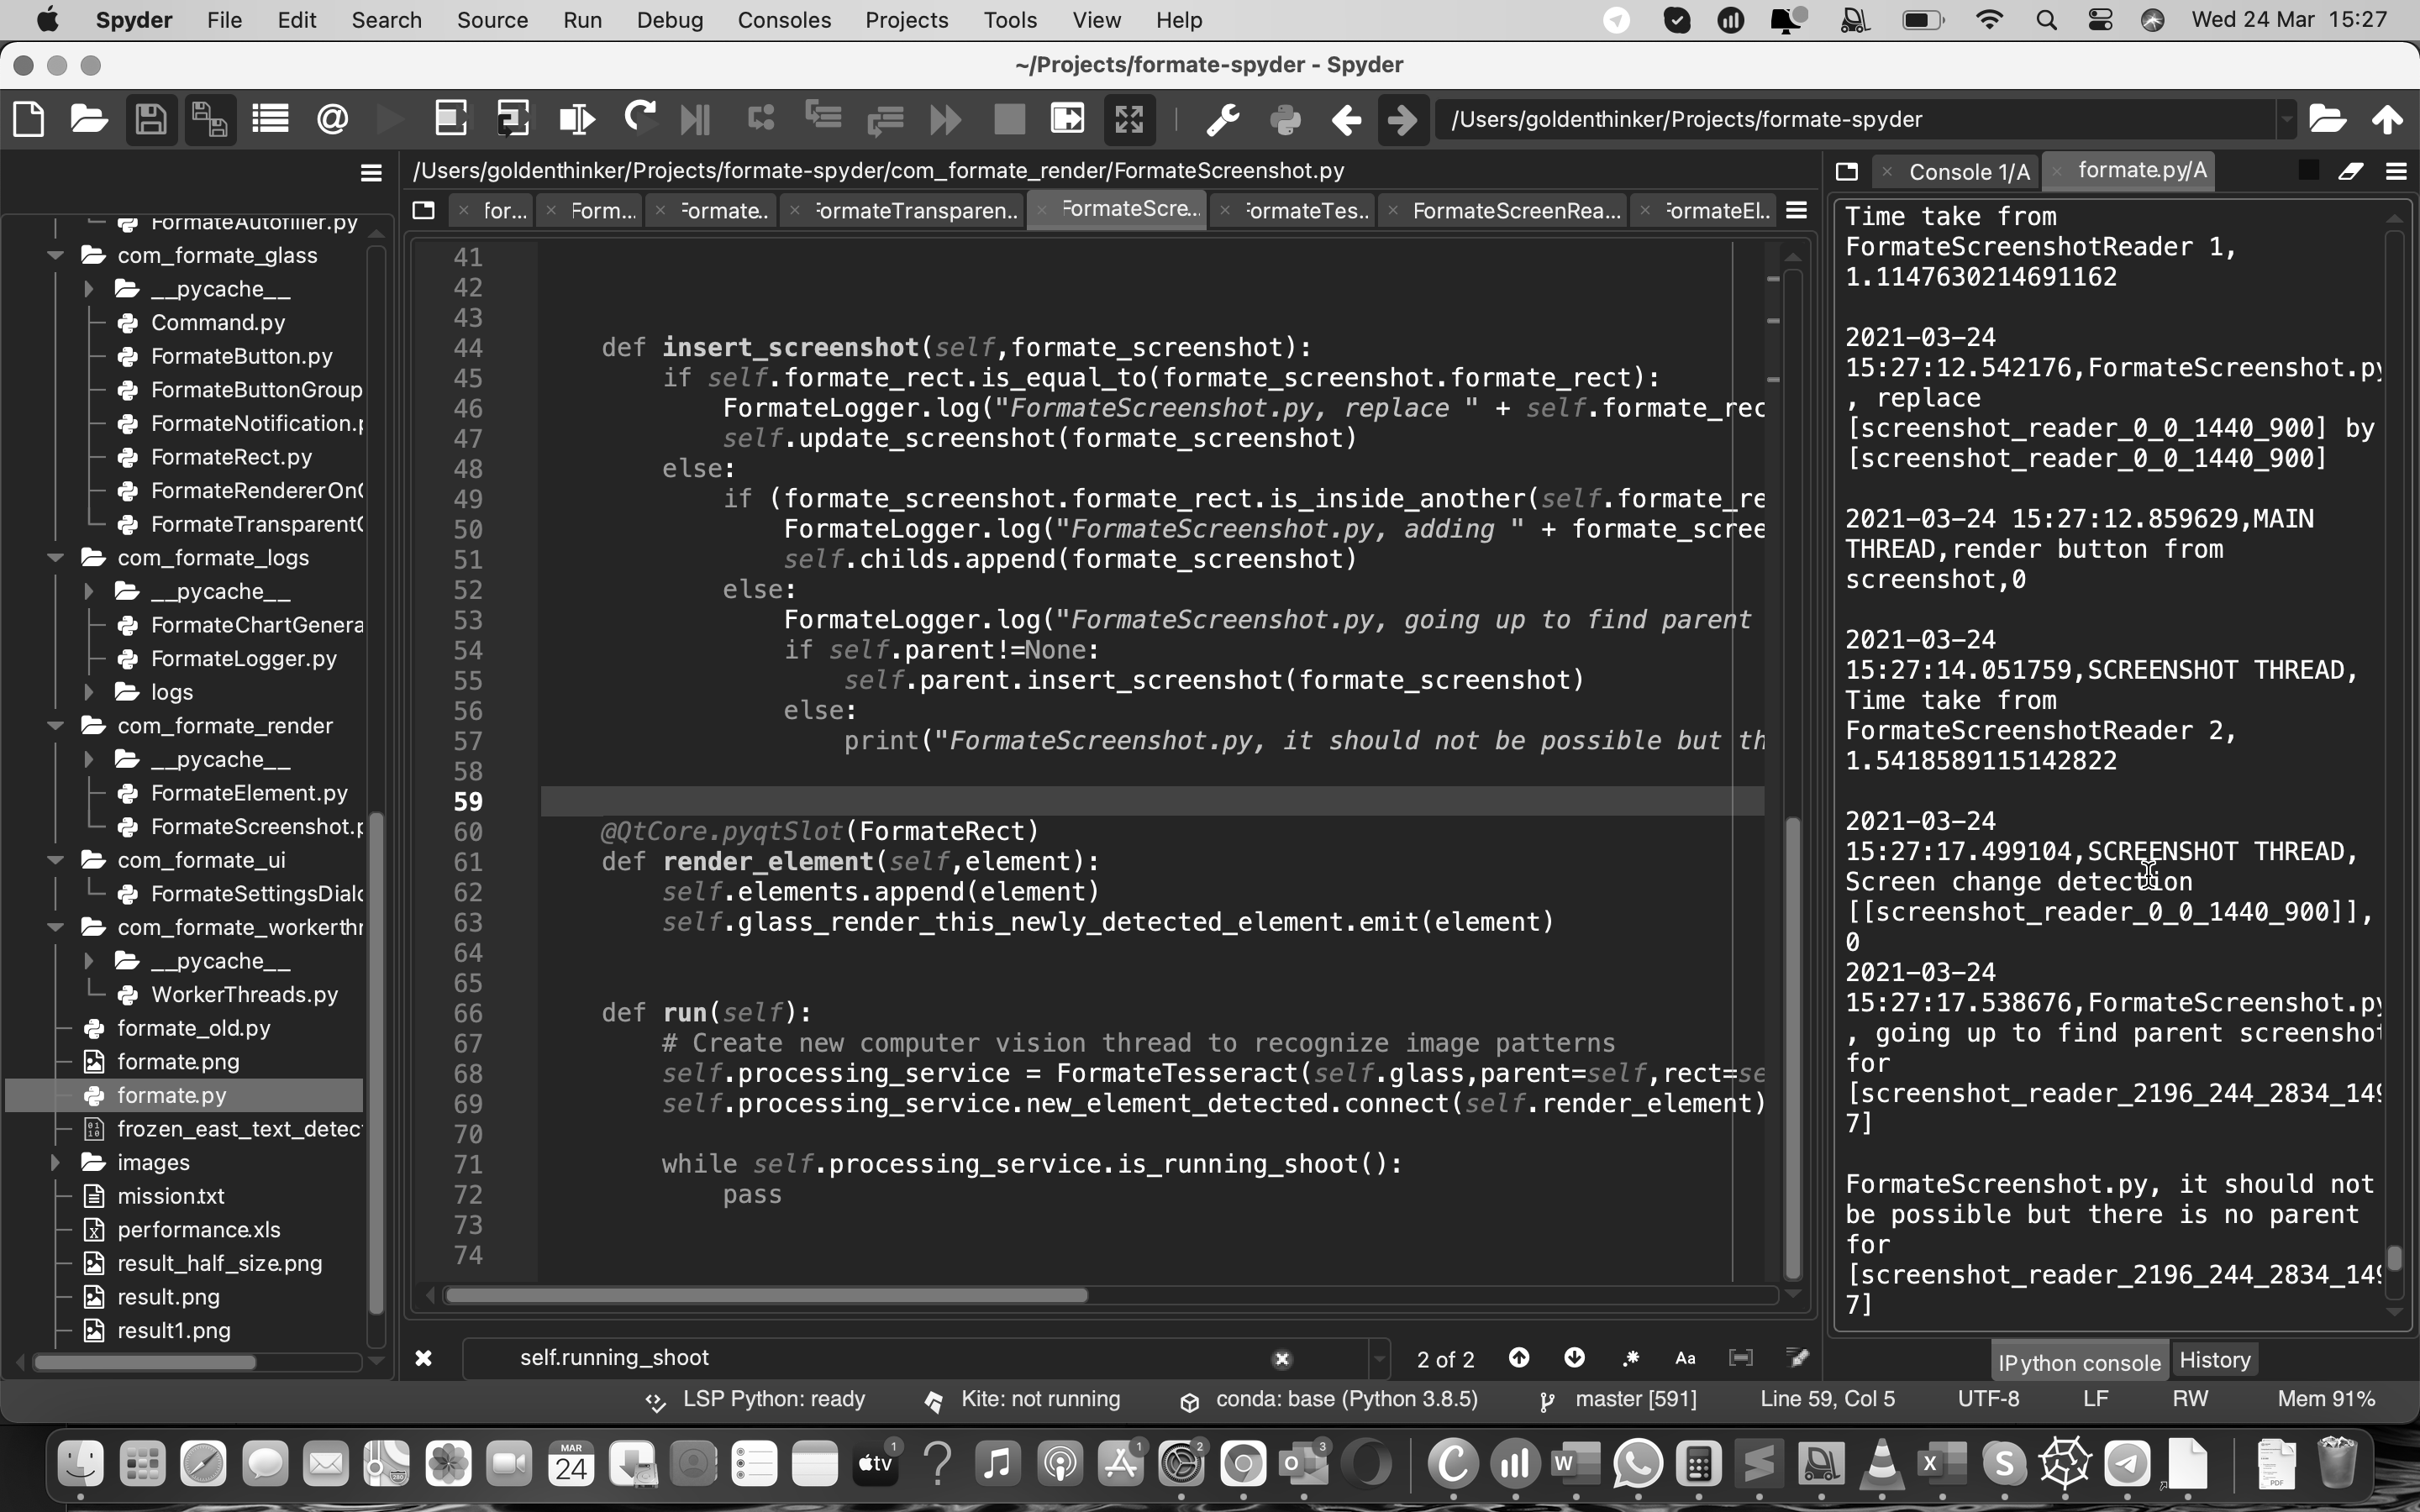 Spyder File Edit Search Source Run Debug Consoles Projects Tools View Help Wed 24 Mar 15:27
~/Projects/formate-spyder - Spyder
/Users/goldenthinker/Projects/formate-spyder
FormateAutofiller.py
com_formate_glass
__pycache__
Command.py
FormateButton.py
FormateButtonGroup
FormateNotification.p
FormateRect.py
FormateRendererOn
FormateTransparent
com_formate_logs
__pycache__
FormateChartGenera
FormateLogger.py
logs
com_formate_render
__pycache__
FormateElement.py
FormateScreenshot.p
com_formate_ui
FormateSettingsDialo
com_formate_workerthr
__pycache__
WorkerThreads.py
formate_old.py
formate.png
formate.py
frozen_east_text_detec
images
mission.txt
performance.xls
result_half_size.png
result.png
result1.png
/Users/goldenthinker/Projects/formate-spyder/com_formate_render/FormateScreenshot.py
for... Form... Formate.. FormateTransparen.. FormateScre... FormateTes.. FormateScreenRea... FormateEl..
41
42
43
44 def insert_screenshot(self,formate_screenshot):
45 if self.formate_rect.is_equal_to(formate_screenshot.formate_rect):
46 FormateLogger.log("FormateScreenshot.py, replace " + self.formate_rec
47 self.update_screenshot(formate_screenshot)
48 else:
49 if (formate_screenshot.formate_rect.is_inside_another(self.formate_re
50 FormateLogger.log("FormateScreenshot.py, adding " + formate_scree
51 self.childs.append(formate_screenshot)
52 else:
53 FormateLogger.log("FormateScreenshot.py, going up to find parent
54 if self.parent!=None:
55 self.parent.insert_screenshot(formate_screenshot)
56 else:
57 print("FormateScreenshot.py, it should not be possible but th
58
59
60 @QtCore.pyqtSlot(FormateRect)
61 def render_element(self,element):
62 self.elements.append(element)
63 self.glass_render_this_newly_detected_element.emit(element)
64
65
66 def run(self):
67 # Create new computer vision thread to recognize image patterns
68 self.processing_service = FormateTesseract(self.glass,parent=self,rect=se
69 self.processing_service.new_element_detected.connect(self.render_element)
70
71 while self.processing_service.is_running_shoot():
72 pass
73
74
self.running_shoot 2 of 2 Aa
Console 1/A formate.py/A
Time take from
FormateScreenshotReader 1,
1.1147630214691162
2021-03-24
15:27:12.542176,FormateScreenshot.py
, replace
[screenshot_reader_0_0_1440_900] by
[screenshot_reader_0_0_1440_900]
2021-03-24 15:27:12.859629,MAIN
THREAD,render button from
screenshot,0
2021-03-24
15:27:14.051759,SCREENSHOT THREAD,
Time take from
FormateScreenshotReader 2,
1.5418589115142822
2021-03-24
15:27:17.499104,SCREENSHOT THREAD,
Screen change detection
[[screenshot_reader_0_0_1440_900]],
0
2021-03-24
15:27:17.538676,FormateScreenshot.py
, going up to find parent screenshot
for
[screenshot_reader_2196_244_2834_149
7]
FormateScreenshot.py, it should not
be possible but there is no parent
for
[screenshot_reader_2196_244_2834_149
7]
IPython console History
LSP Python: ready Kite: not running conda: base (Python 3.8.5) master [591] Line 59, Col 5 UTF-8 LF RW Mem 91%
MAR
24
tv 1 1 2 3
PDF